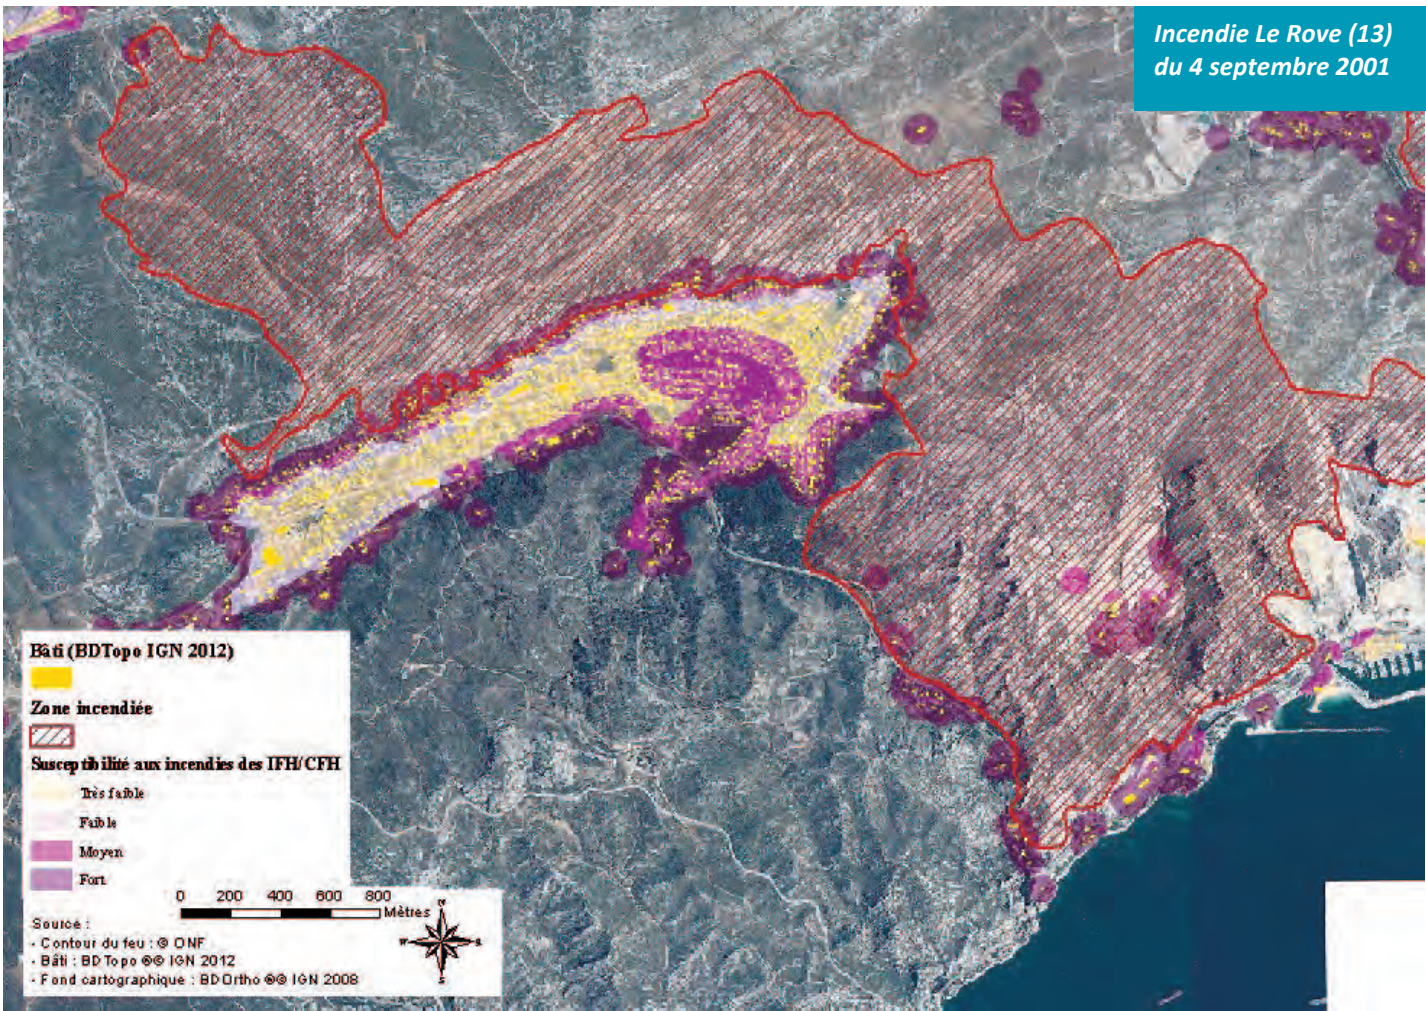 Incendie Le Rove (13)
du 4 septembre 2001
Bâti (BDTopo IGN 2012)
Zone incendiée
Susceptibilité aux incendies des IFH/CFH
Très faible
Faible
Moyen
Fort
0 200 400 600 800
Mètres
N
W
S
Source :
- Contour du feu : © ONF
- Bâti : BD Topo ®© IGN 2012
- Fond cartographique : BDOrtho ®© IGN 2008